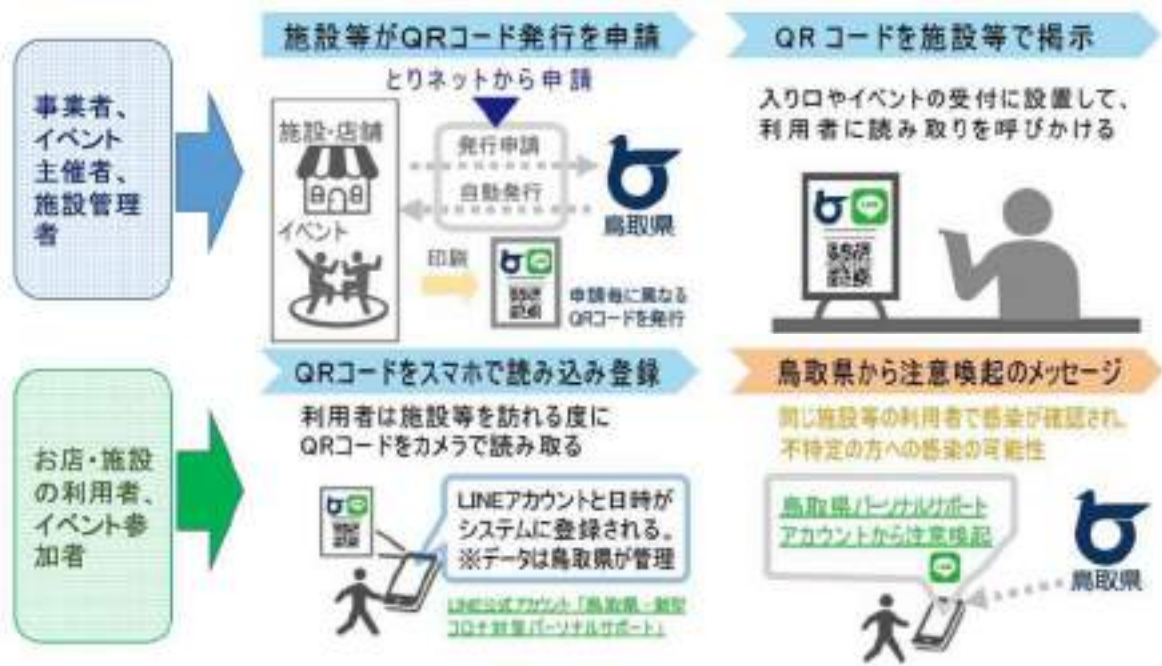 事業者、
イベント
主催者、
施設管理
者
施設等がQRコード発行を申請
とりネットから申請
施設・店舗
発行申請
自動発行
鳥取県
イベント
印刷
申請毎に異なる
QRコードを発行
QRコードを施設等で掲示
入り口やイベントの受付に設置して、
利用者に読み取りを呼びかける
お店・施設
の利用者、
イベント参
加者
QRコードをスマホで読み込み登録
利用者は施設等を訪れる度に
QRコードをカメラで読み取る
LINEアカウントと日時が
システムに登録される。
※データは鳥取県が管理
LINE公式アカウント「鳥取県-新型
コロナ対策パーソナルサポート」
鳥取県から注意喚起のメッセージ
同じ施設等の利用者で感染が確認され、
不特定の方への感染の可能性
鳥取県パーソナルサポート
アカウントから注意喚起
鳥取県